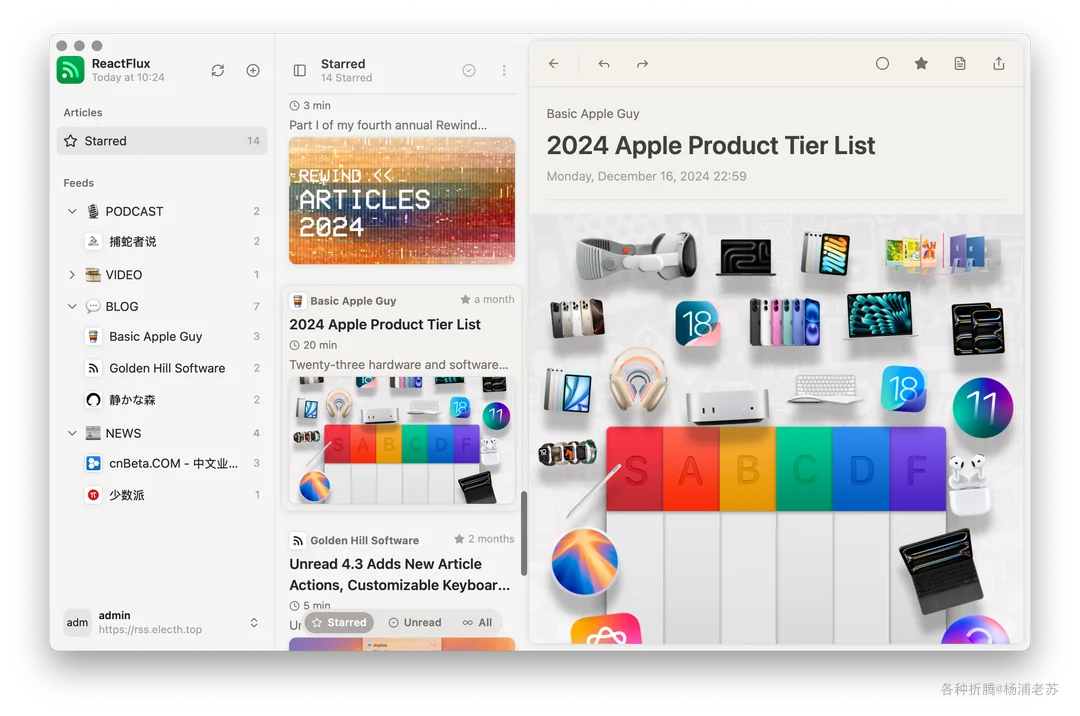 ReactFlux
Today at 10:24
Articles
Starred 14
Feeds
PODCAST 2
捕蛇者说 2
VIDEO 1
BLOG 7
Basic Apple Guy 3
Golden Hill Software 2
静かな森 2
NEWS 4
cnBeta.COM - 中文业... 3
少数派 1
adm
admin
https://rss.electh.top
Starred
14 Starred
3 min
Part I of my fourth annual Rewind...
REWIND <<_
ARTICLES
2024
Basic Apple Guy a month
2024 Apple Product Tier List
20 min
Twenty-three hardware and software...
18
11
S A B C D F
Golden Hill Software 2 months
Unread 4.3 Adds New Article
Actions, Customizable Keyboar...
5 min
Starred Unread All
Basic Apple Guy
2024 Apple Product Tier List
Monday, December 16, 2024 22:59
18
18
11
S A B C D F
各种折腾@杨浦老苏